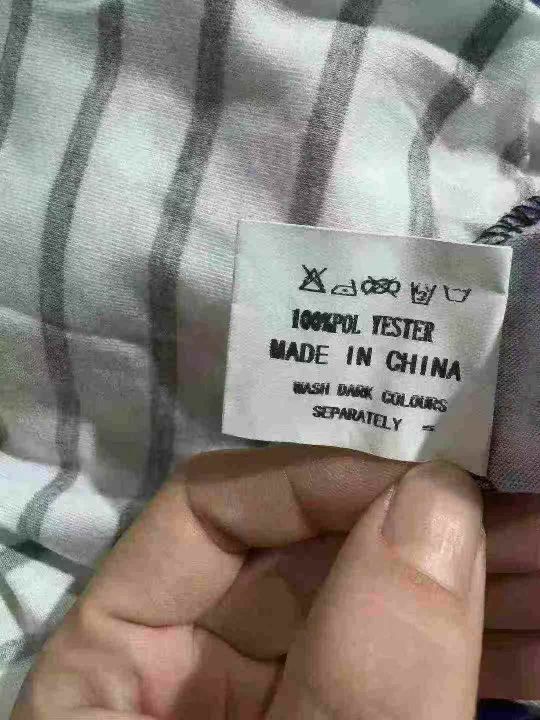 100%POL YESTER
MADE IN CHINA
WASH DARK COLOURS
SEPARATELY